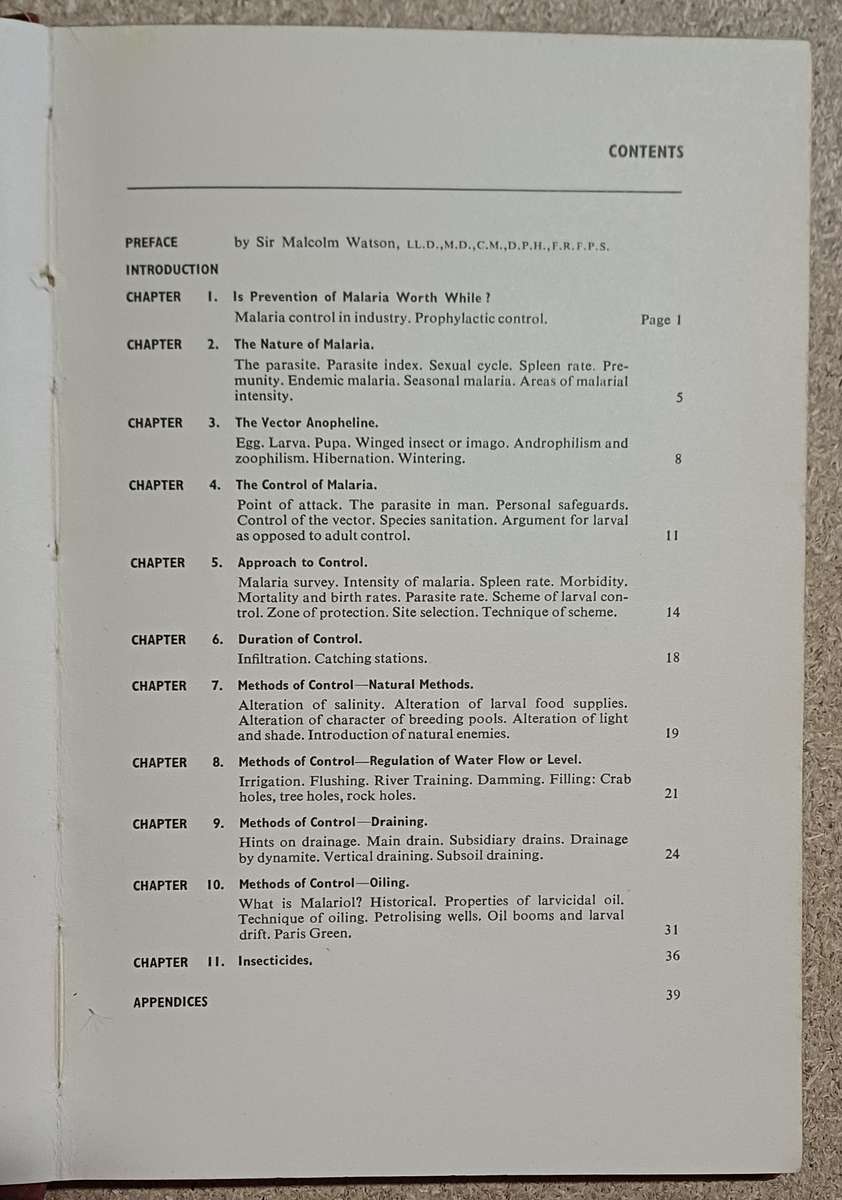 CONTENTS
PREFACE by Sir Malcolm Watson, LL.D.,M.D.,C.M.,D.P.H.,F.R.F.P.S.
INTRODUCTION
CHAPTER 1. Is Prevention of Malaria Worth While?
Malaria control in industry. Prophylactic control. Page 1
CHAPTER 2. The Nature of Malaria.
The parasite. Parasite index. Sexual cycle. Spleen rate. Pre-
munity. Endemic malaria. Seasonal malaria. Areas of malarial
intensity. 5
CHAPTER 3. The Vector Anopheline.
Egg. Larva. Pupa. Winged insect or imago. Androphilism and
zoophilism. Hibernation. Wintering. 8
CHAPTER 4. The Control of Malaria.
Point of attack. The parasite in man. Personal safeguards.
Control of the vector. Species sanitation. Argument for larval
as opposed to adult control. 11
CHAPTER 5. Approach to Control.
Malaria survey. Intensity of malaria. Spleen rate. Morbidity.
Mortality and birth rates. Parasite rate. Scheme of larval con-
trol. Zone of protection. Site selection. Technique of scheme. 14
CHAPTER 6. Duration of Control.
Infiltration. Catching stations. 18
CHAPTER 7. Methods of Control—Natural Methods.
Alteration of salinity. Alteration of larval food supplies.
Alteration of character of breeding pools. Alteration of light
and shade. Introduction of natural enemies. 19
CHAPTER 8. Methods of Control—Regulation of Water Flow or Level.
Irrigation. Flushing. River Training. Damming. Filling: Crab
holes, tree holes, rock holes. 21
CHAPTER 9. Methods of Control—Draining.
Hints on drainage. Main drain. Subsidiary drains. Drainage
by dynamite. Vertical draining. Subsoil draining. 24
CHAPTER 10. Methods of Control—Oiling.
What is Malariol? Historical. Properties of larvicidal oil.
Technique of oiling. Petrolising wells. Oil booms and larval
drift. Paris Green. 31
CHAPTER 11. Insecticides. 36
APPENDICES 39